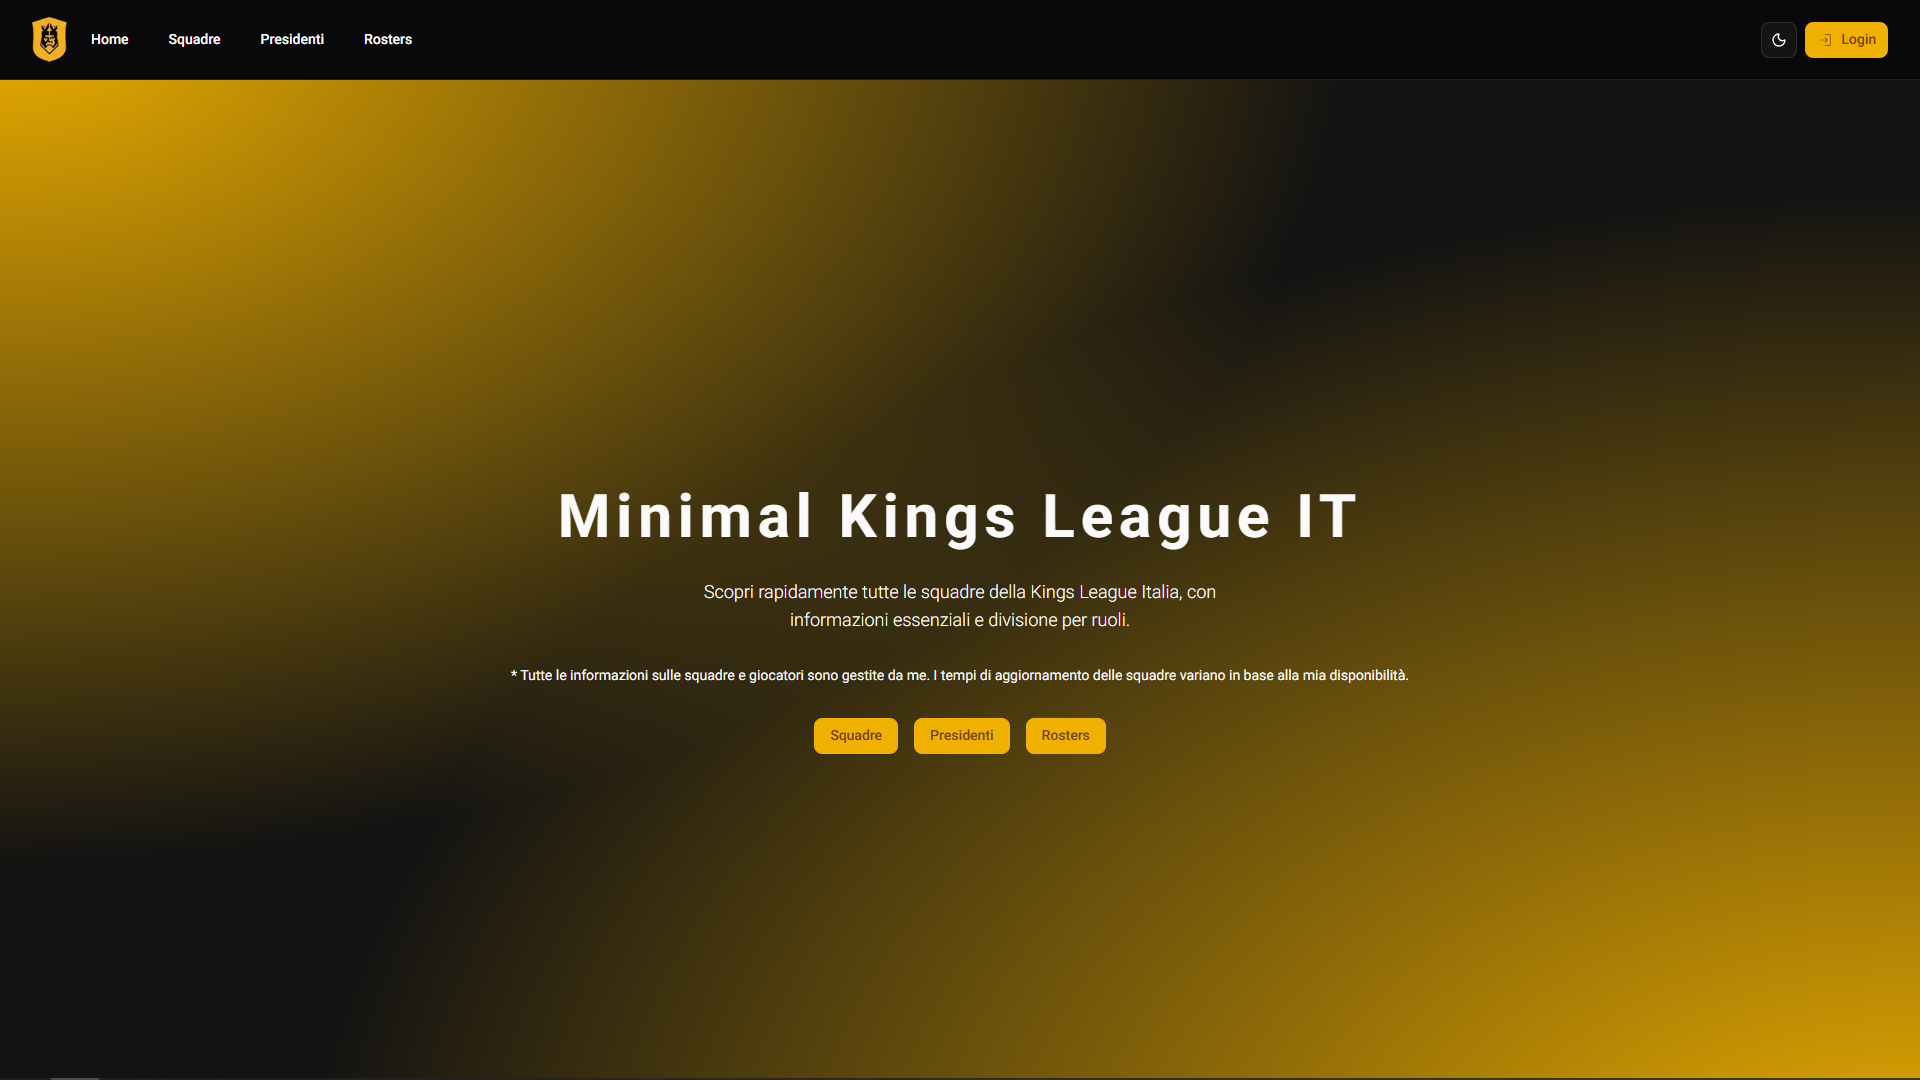 Home Squadre Presidenti Rosters Login
Minimal Kings League IT
Scopri rapidamente tutte le squadre della Kings League Italia, con
informazioni essenziali e divisione per ruoli.
* Tutte le informazioni sulle squadre e giocatori sono gestite da me. I tempi di aggiornamento delle squadre variano in base alla mia disponibilità.
Squadre Presidenti Rosters